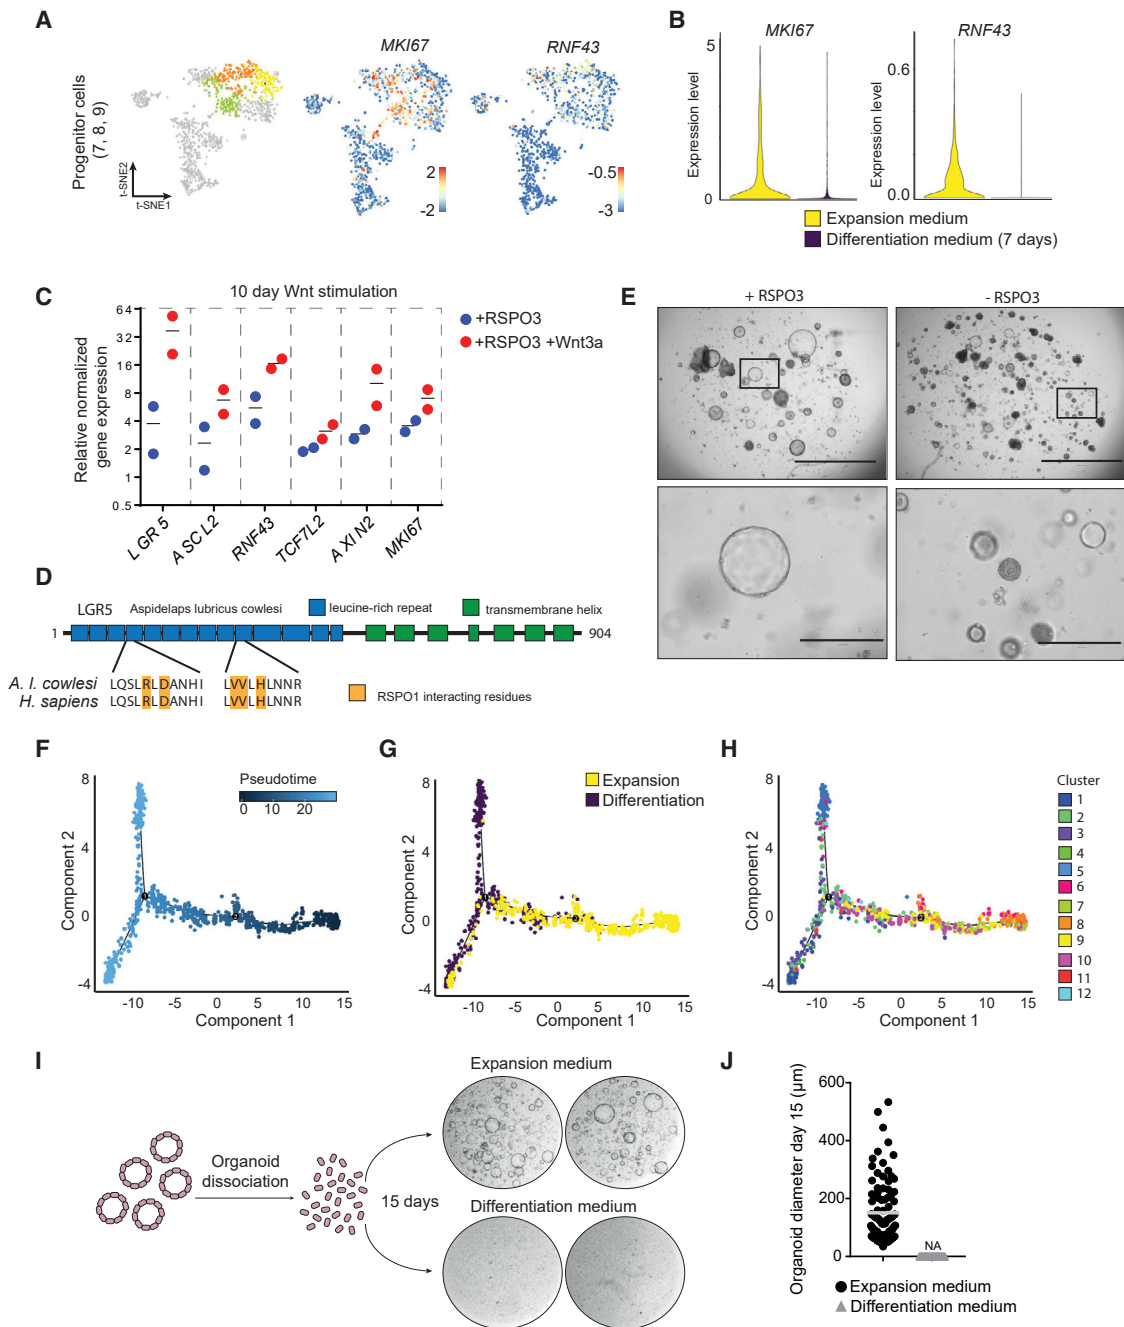 A
Progenitor cells
(7, 8, 9)
t-SNE2
t-SNE1
MKI67
2
-2
RNF43
-0.5
-3
B
MKI67
RNF43
Expression level
5
0
Expression level
0.6
0.0
Expansion medium
Differentiation medium (7 days)
C
10 day Wnt stimulation
Relative normalized
gene expression
64
32
16
8
4
2
1
0.5
LGR5
ASCL2
RNF43
TCF7L2
AXIN2
MKI67
+RSPO3
+RSPO3 +Wnt3a
D
LGR5
Aspidelaps lubricus cowlesi
leucine-rich repeat
transmembrane helix
1
904
A. l. cowlesi
LQSLRLDANHI
LVVLHLNNR
H. sapiens
LQSLRLDANHI
LVVLHLNNR
RSPO1 interacting residues
E
+ RSPO3
- RSPO3
F
Pseudotime
0 10 20
Component 2
8
4
0
-4
-10 -5 0 5 10 15
Component 1
1
2
G
Expansion
Differentiation
Component 2
8
4
0
-4
-10 -5 0 5 10 15
Component 1
1
2
H
Component 2
8
4
0
-4
-10 -5 0 5 10 15
Component 1
1
2
Cluster
1
2
3
4
5
6
7
8
9
10
11
12
I
Organoid
dissociation
15 days
Expansion medium
Differentiation medium
J
Organoid diameter day 15 (µm)
600
400
200
0
NA
Expansion medium
Differentiation medium